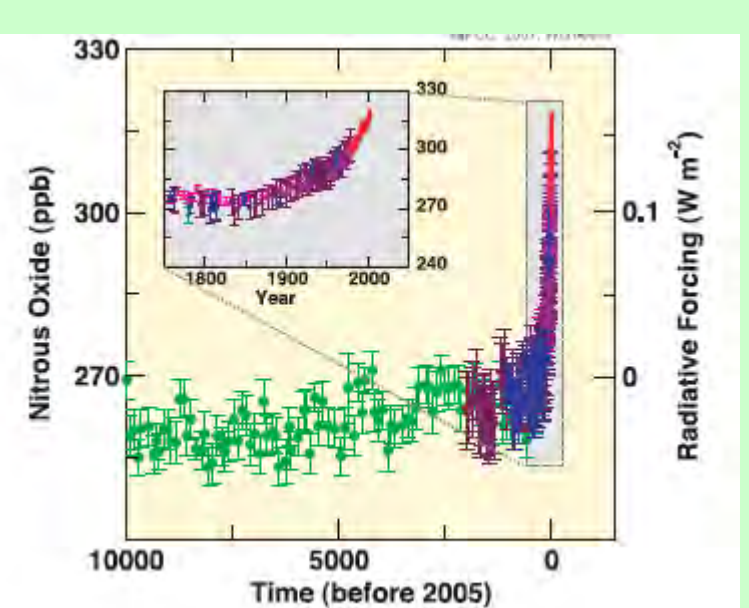 330
330
300
300
270
270
240
1800 1900 2000
Year
Nitrous Oxide (ppb)
0.1
0
Radiative Forcing (W m-2)
10000 5000 0
Time (before 2005)